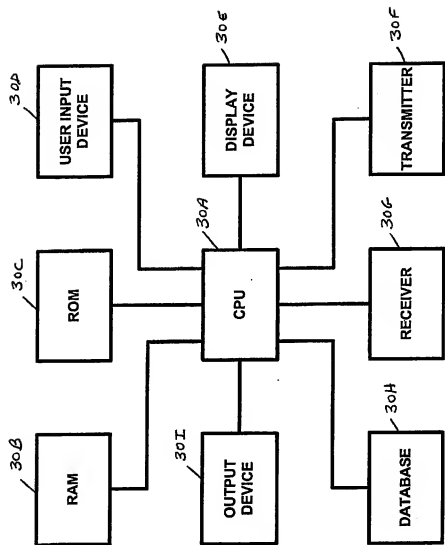 30B
RAM
30C
ROM
30D
USER INPUT
DEVICE
30I
OUTPUT
DEVICE
30A
CPU
30E
DISPLAY
DEVICE
30H
DATABASE
30G
RECEIVER
30F
TRANSMITTER